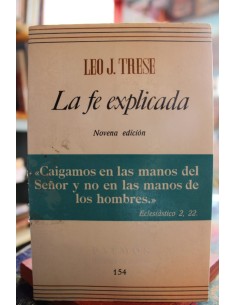 LEO J. TRESE
La fe explicada
Novena edición
«Caigamos en las manos del
Señor y no en las manos de
los hombres.»
Eclesiástico 2, 22.
154